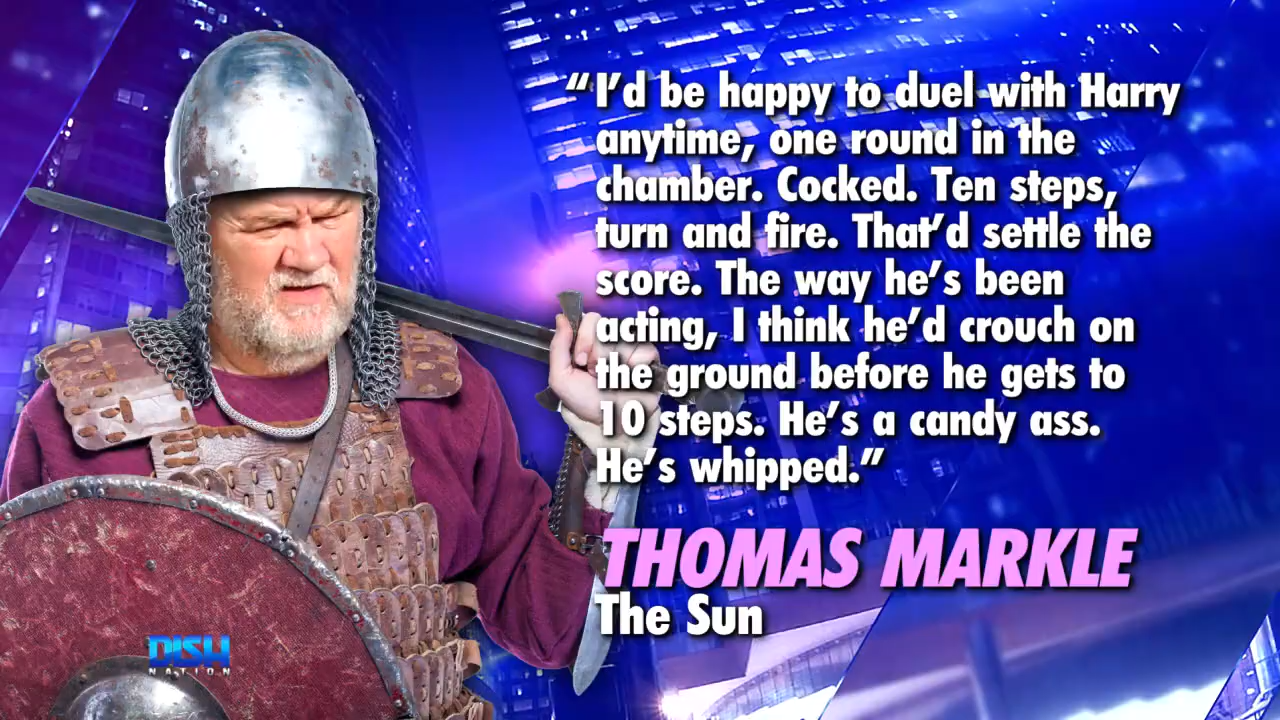 “I’d be happy to duel with Harry
anytime, one round in the
chamber. Cocked. Ten steps,
turn and fire. That’d settle the
score. The way he’s been
acting, I think he’d crouch on
the ground before he gets to
10 steps. He’s a candy ass.
He’s whipped.”
THOMAS MARKLE
The Sun
DISH
NATION